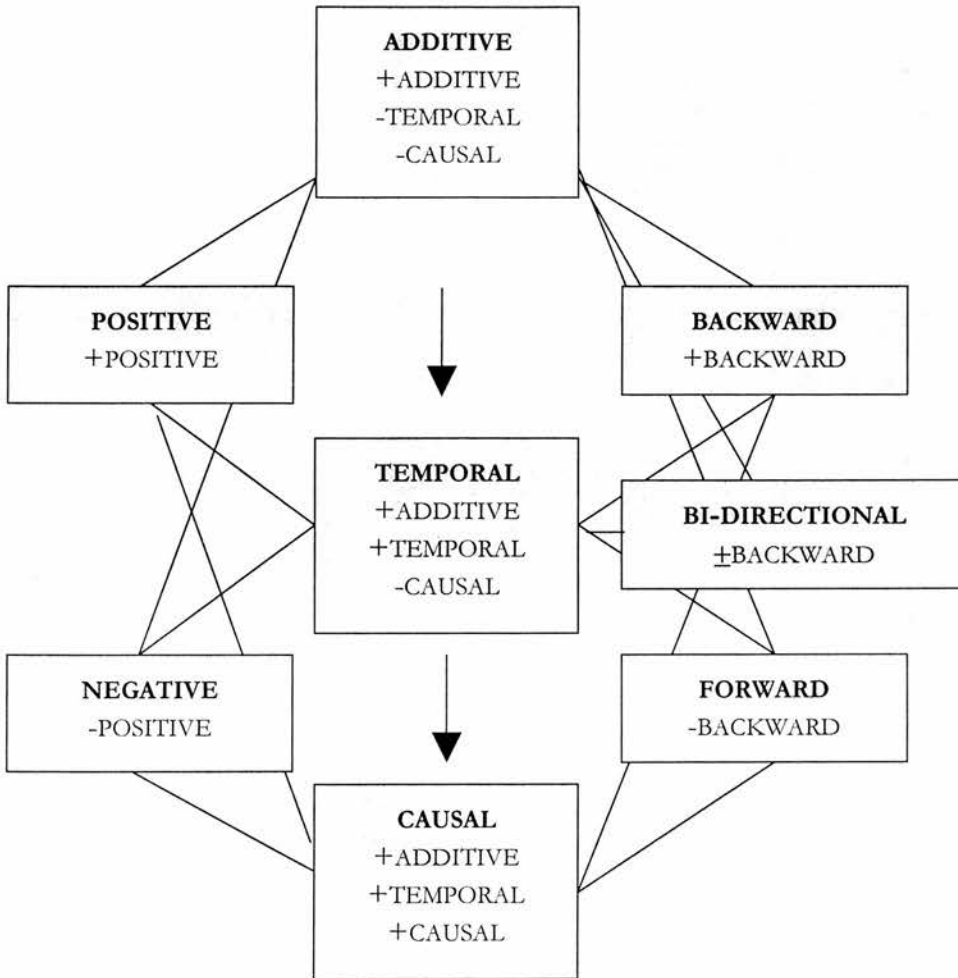 ADDITIVE
+ADDITIVE
-TEMPORAL
-CAUSAL
POSITIVE
+POSITIVE
BACKWARD
+BACKWARD
TEMPORAL
+ADDITIVE
+TEMPORAL
-CAUSAL
BI-DIRECTIONAL
±BACKWARD
NEGATIVE
-POSITIVE
FORWARD
-BACKWARD
CAUSAL
+ADDITIVE
+TEMPORAL
+CAUSAL